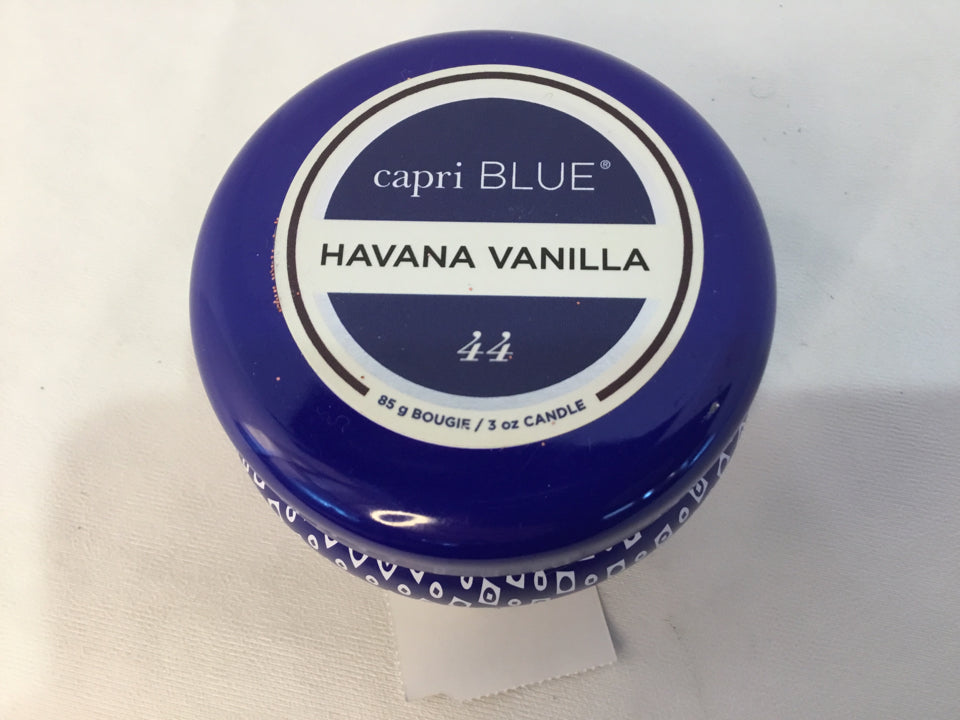 capri BLUE®
HAVANA VANILLA
44
85 g BOUGIE / 3 oz CANDLE